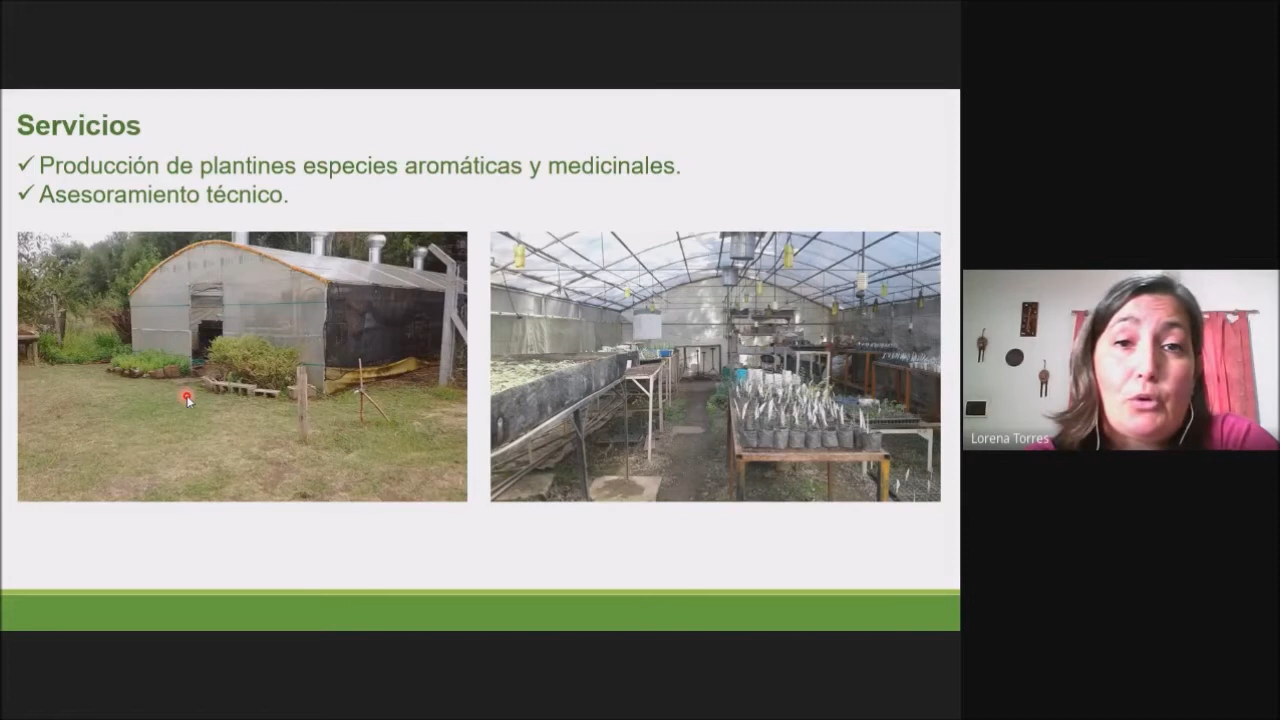 Servicios
✓ Producción de plantines especies aromáticas y medicinales.
✓ Asesoramiento técnico.
Lorena Torres